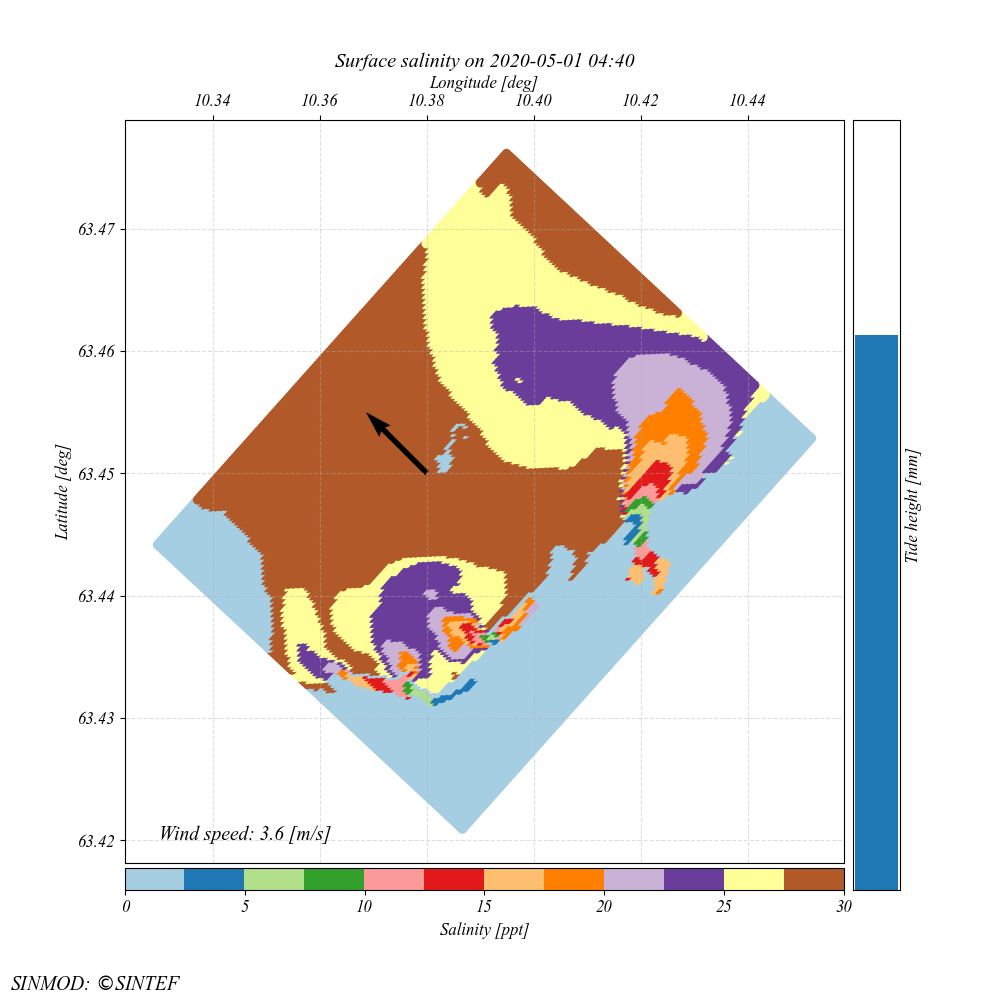 Surface salinity on 2020-05-01 04:40
Longitude [deg]
10.34 10.36 10.38 10.40 10.42 10.44
63.47
63.46
63.45
63.44
63.43
63.42
Latitude [deg]
Tide height [mm]
Wind speed: 3.6 [m/s]
0 5 10 15 20 25 30
Salinity [ppt]
SINMOD: ©SINTEF